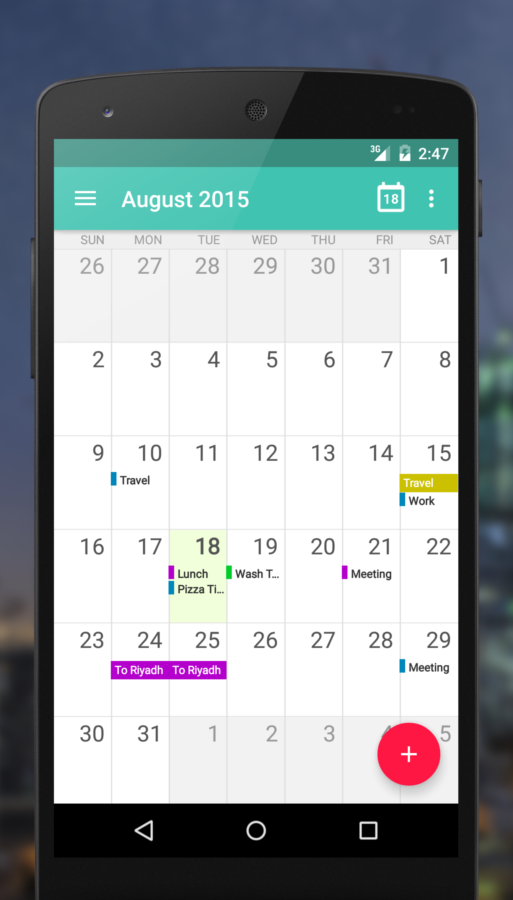 3G 2:47
August 2015 18
SUN MON TUE WED THU FRI SAT
26 27 28 29 30 31 1
2 3 4 5 6 7 8
9 10 11 12 13 14 15
Travel Travel
Work
16 17 18 19 20 21 22
Lunch Wash T... Meeting
Pizza Ti...
23 24 25 26 27 28 29
To Riyadh To Riyadh Meeting
30 31 1 2 3 4 5
+